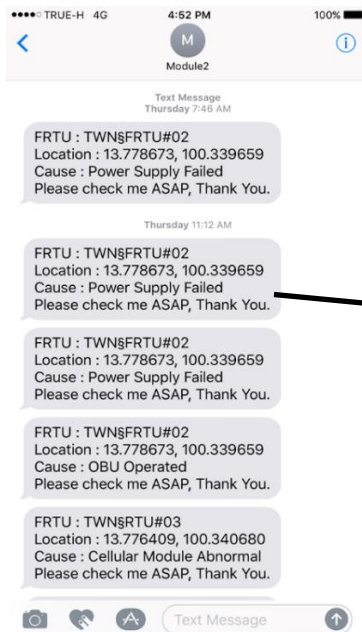 TRUE-H 4G 4:52 PM 100%
M
Module2
Text Message
Thursday 7:46 AM
FRTU : TWN§FRTU#02
Location : 13.778673, 100.339659
Cause : Power Supply Failed
Please check me ASAP, Thank You.
Thursday 11:12 AM
FRTU : TWN§FRTU#02
Location : 13.778673, 100.339659
Cause : Power Supply Failed
Please check me ASAP, Thank You.
FRTU : TWN§FRTU#02
Location : 13.778673, 100.339659
Cause : Power Supply Failed
Please check me ASAP, Thank You.
FRTU : TWN§FRTU#02
Location : 13.778673, 100.339659
Cause : OBU Operated
Please check me ASAP, Thank You.
FRTU : TWN§RTU#03
Location : 13.776409, 100.340680
Cause : Cellular Module Abnormal
Please check me ASAP, Thank You.
Text Message